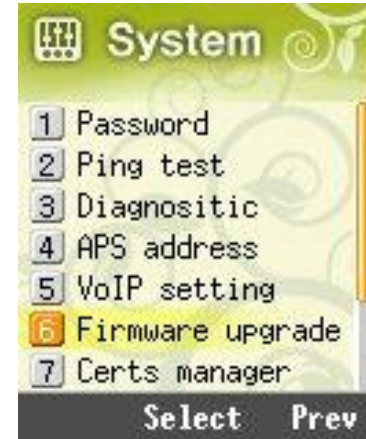 System
1 Password
2 Ping test
3 Diagnositic
4 APS address
5 VoIP setting
6 Firmware upgrade
7 Certs manager
Select Prev